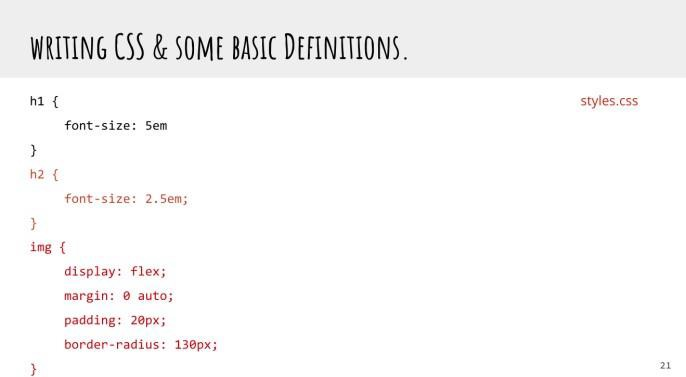 WRITING CSS & SOME BASIC DEFINITIONS.
styles.css
h1 {
font-size: 5em
}
h2 {
font-size: 2.5em;
}
img {
display: flex;
margin: 0 auto;
padding: 20px;
border-radius: 130px;
}
21